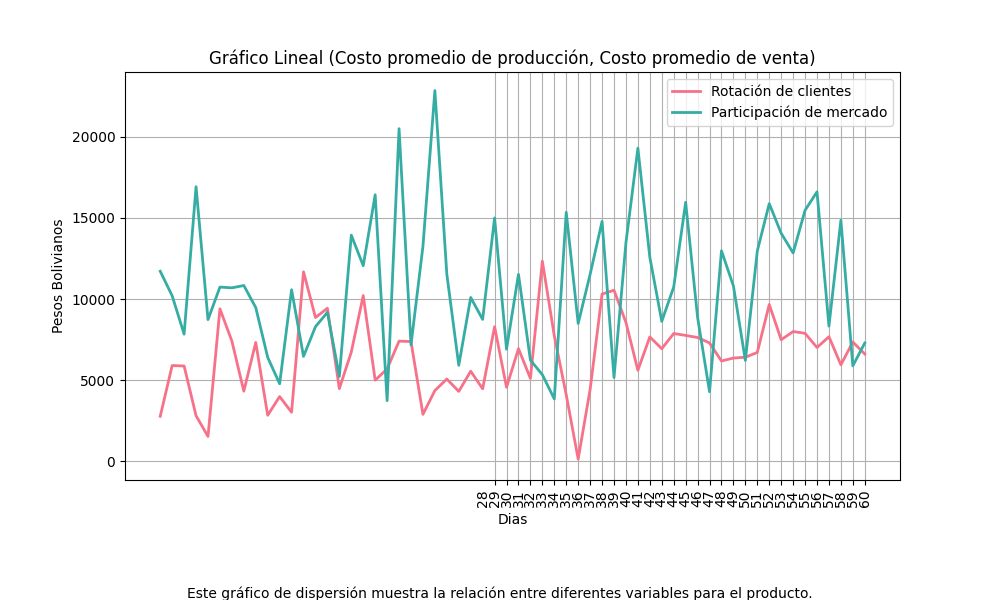 Gráfico Lineal (Costo promedio de producción, Costo promedio de venta)
Rotación de clientes
Participación de mercado
Pesos Bolivianos
20000
15000
10000
5000
0
28 29 30 31 32 33 34 35 36 37 38 39 40 41 42 43 44 45 46 47 48 49 50 51 52 53 54 55 56 57 58 59 60
Dias
Este gráfico de dispersión muestra la relación entre diferentes variables para el producto.